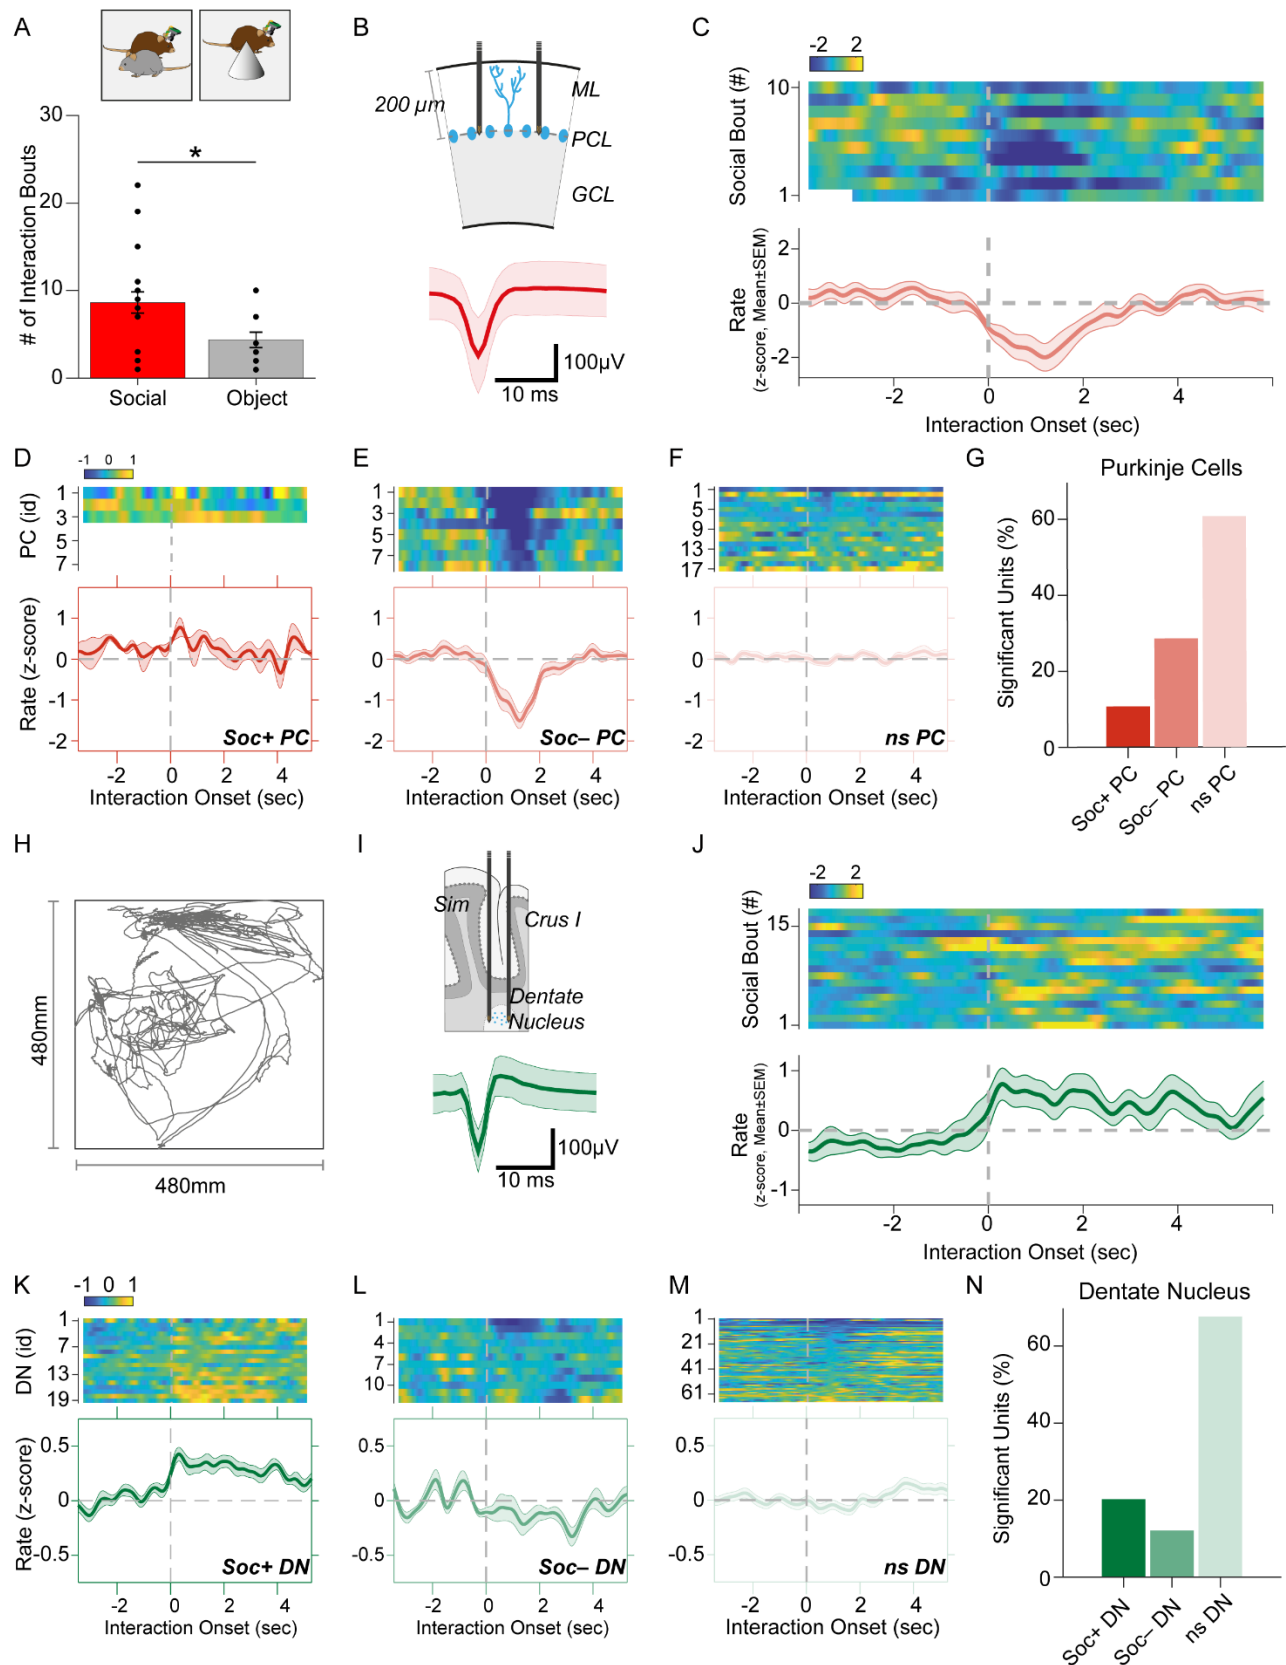 A
30
20
10
0
# of Interaction Bouts
*
Social
Object
B
200 µm
ML
PCL
GCL
100µV
10 ms
C
-2 2
10
1
Social Bout (#)
2
0
-2
Rate
(z-score, Mean±SEM)
-2 0 2 4
Interaction Onset (sec)
D
-1 0 1
1
3
5
7
PC (id)
1
0
-1
-2
Rate (z-score)
Soc+ PC
-2 0 2 4
Interaction Onset (sec)
E
1
3
5
7
1
0
-1
-2
Soc– PC
-2 0 2 4
Interaction Onset (sec)
F
1
5
9
13
17
1
0
-1
-2
ns PC
-2 0 2 4
Interaction Onset (sec)
G
Purkinje Cells
60
40
20
0
Significant Units (%)
Soc+ PC
Soc– PC
ns PC
H
480mm
480mm
I
Sim
Crus I
Dentate
Nucleus
100µV
10 ms
J
-2 2
15
1
Social Bout (#)
1
0
-1
Rate
(z-score, Mean±SEM)
-2 0 2 4
Interaction Onset (sec)
K
-1 0 1
1
7
13
19
DN (id)
0.5
0
-0.5
Rate (z-score)
Soc+ DN
-2 0 2 4
Interaction Onset (sec)
L
1
4
7
10
0.5
0
-0.5
Soc– DN
-2 0 2 4
Interaction Onset (sec)
M
1
21
41
61
0.5
0
-0.5
ns DN
-2 0 2 4
Interaction Onset (sec)
N
Dentate Nucleus
60
40
20
0
Significant Units (%)
Soc+ DN
Soc– DN
ns DN